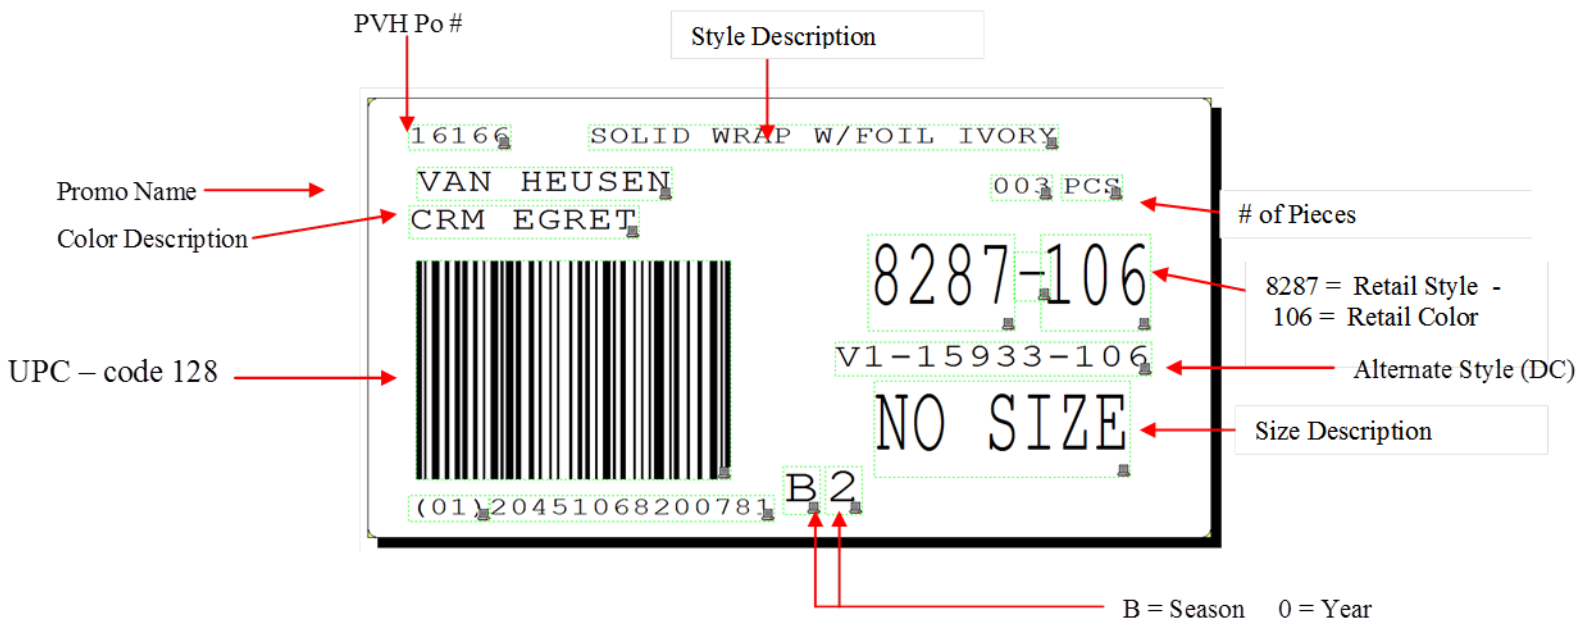 PVH Po #
Style Description
16166 SOLID WRAP W/FOIL IVORY
Promo Name
VAN HEUSEN
003 PCS
Color Description
CRM EGRET
# of Pieces
8287-106
8287 = Retail Style -
106 = Retail Color
UPC – code 128
V1-15933-106
Alternate Style (DC)
NO SIZE
Size Description
B2
(01)20451068200781
B = Season 0 = Year